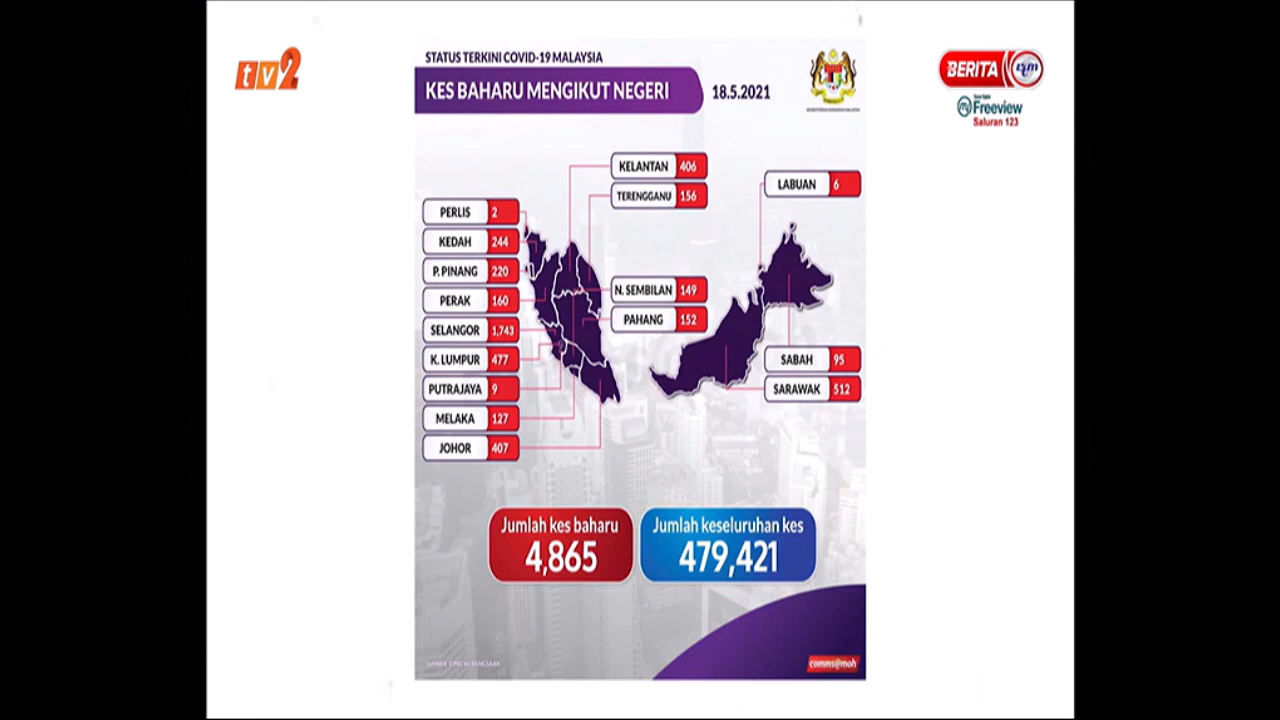 tv2
BERITA rtm
Freeview
Saluran 123
STATUS TERKINI COVID-19 MALAYSIA
KES BAHARU MENGIKUT NEGERI
18.5.2021
KELANTAN 406
TERENGGANU 156
LABUAN 6
PERLIS 2
KEDAH 244
P. PINANG 220
PERAK 160
SELANGOR 1,743
K. LUMPUR 477
PUTRAJAYA 9
MELAKA 127
JOHOR 407
N. SEMBILAN 149
PAHANG 152
SABAH 95
SARAWAK 512
Jumlah kes baharu
4,865
Jumlah keseluruhan kes
479,421
comms@moh